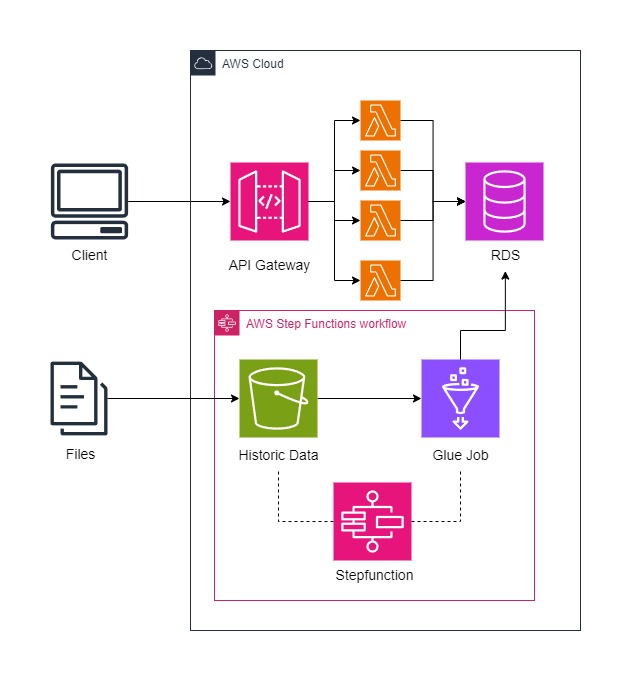 AWS Cloud
Client
API Gateway
RDS
AWS Step Functions workflow
Files
Historic Data
Glue Job
Stepfunction